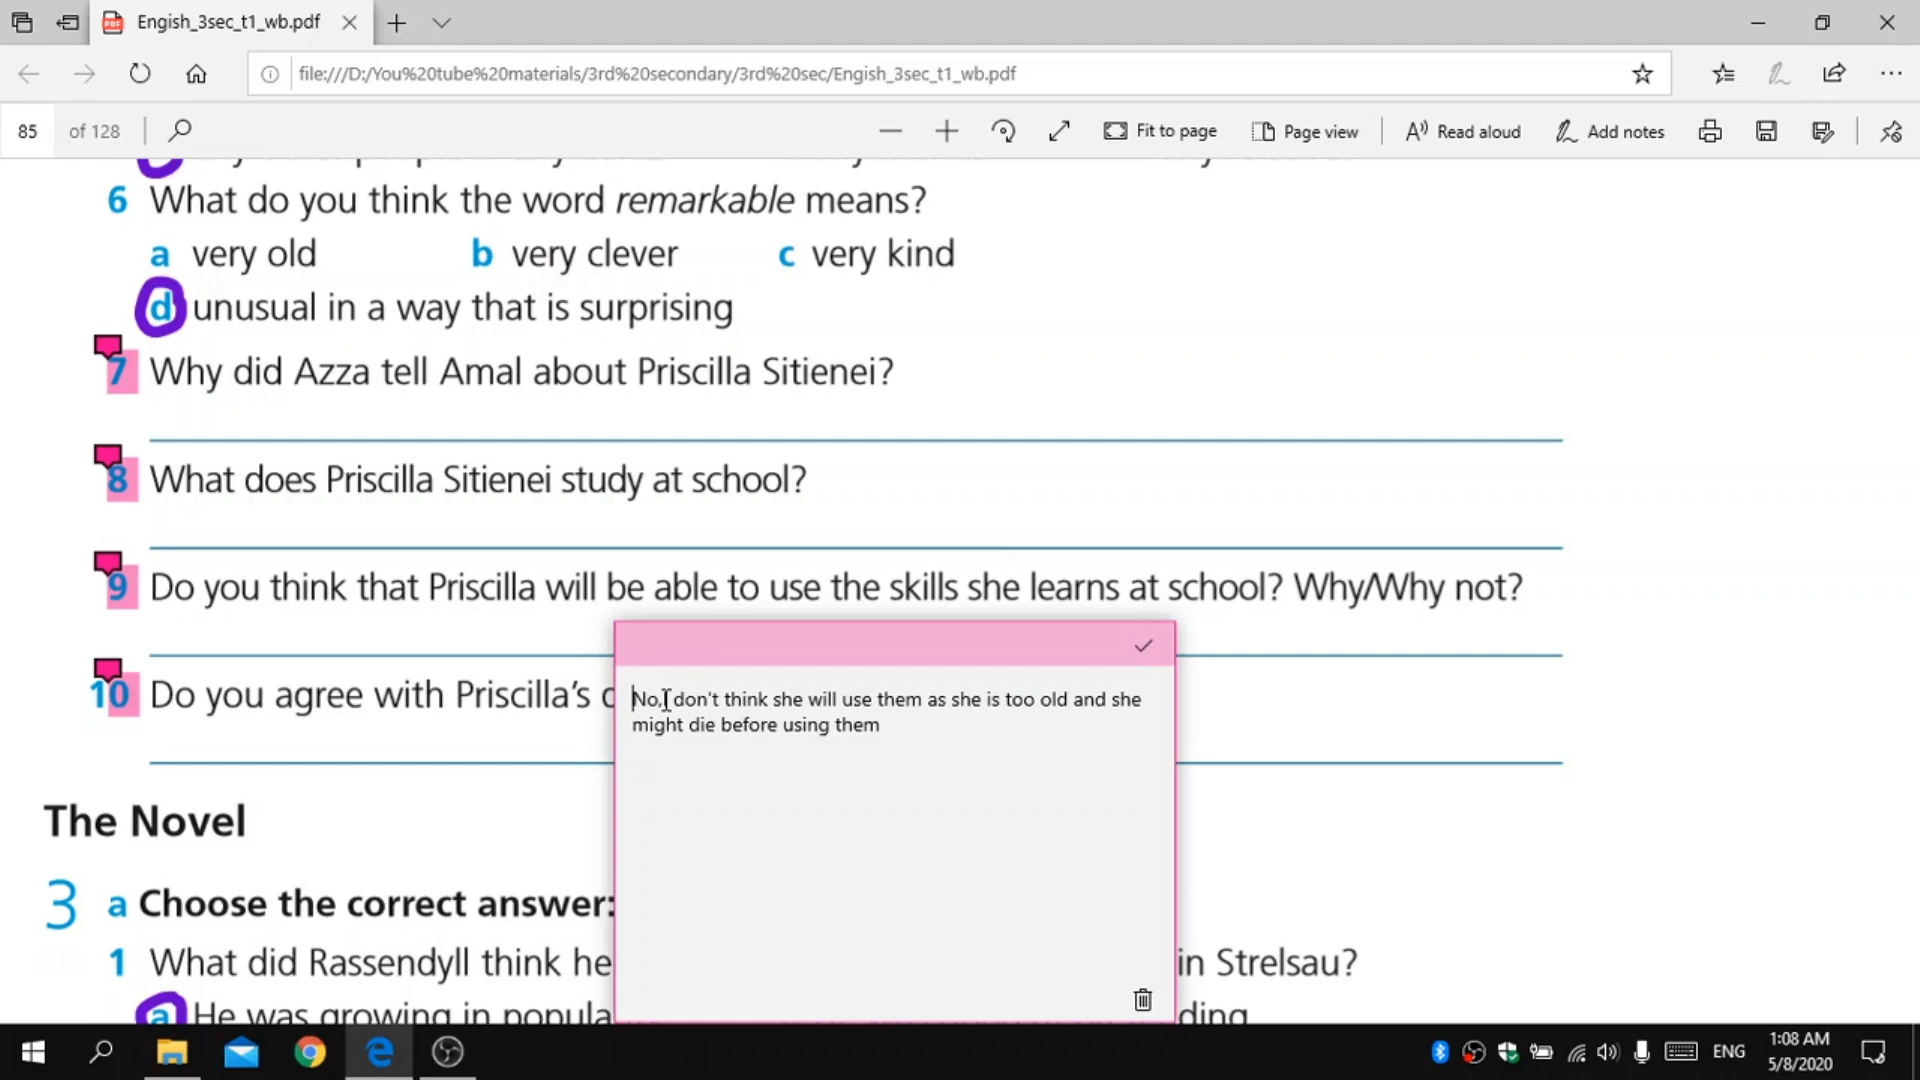 Engish_3sec_t1_wb.pdf
file:///D:/You%20tube%20materials/3rd%20secondary/3rd%20sec/Engish_3sec_t1_wb.pdf
85 of 128 Fit to page Page view Read aloud Add notes
6 What do you think the word remarkable means?
a very old b very clever c very kind
d unusual in a way that is surprising
7 Why did Azza tell Amal about Priscilla Sitienei?
8 What does Priscilla Sitienei study at school?
9 Do you think that Priscilla will be able to use the skills she learns at school? Why/Why not?
10 Do you agree with Priscilla's
No,I don't think she will use them as she is too old and she
might die before using them
The Novel
3 a Choose the correct answer:
1 What did Rassendyll think he in Strelsau?
a He was growing in popula
ENG
1:08 AM
5/8/2020